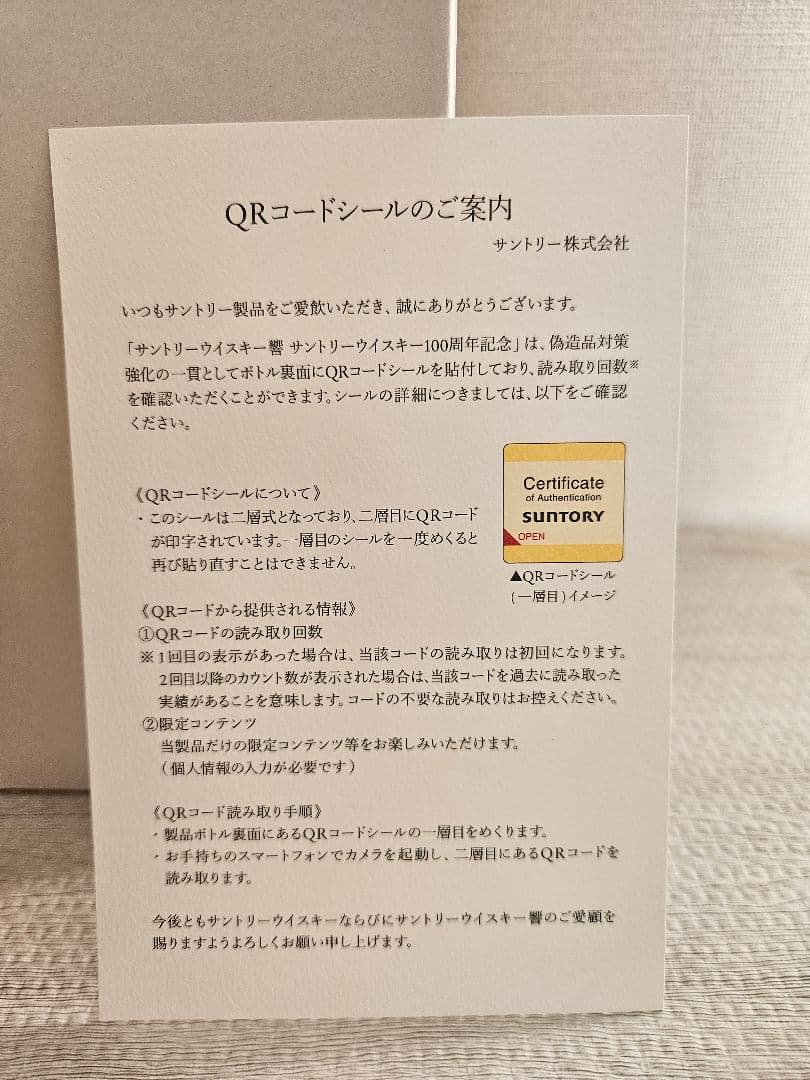 QRコードシールのご案内
サントリー株式会社
いつもサントリー製品をご愛飲いただき、誠にありがとうございます。
「サントリーウイスキー響 サントリーウイスキー100周年記念」は、偽造品対策
強化の一貫としてボトル裏面にQRコードシールを貼付しており、読み取り回数※
を確認いただくことができます。シールの詳細につきましては、以下をご確認
ください。
《QRコードシールについて》
・このシールは二層式となっており、二層目にQRコード
が印字されています。一層目のシールを一度めくると
再び貼り直すことはできません。
Certificate
of Authentication
SUNTORY
OPEN
▲QRコードシール
(一層目)イメージ
《QRコードから提供される情報》
①QRコードの読み取り回数
※1回目の表示があった場合は、当該コードの読み取りは初回になります。
2回目以降のカウント数が表示された場合は、当該コードを過去に読み取った
実績があることを意味します。コードの不要な読み取りはお控えください。
②限定コンテンツ
当製品だけの限定コンテンツ等をお楽しみいただけます。
(個人情報の入力が必要です)
《QRコード読み取り手順》
・製品ボトル裏面にあるQRコードシールの一層目をめくります。
・お手持ちのスマートフォンでカメラを起動し、二層目にあるQRコードを
読み取ります。
今後ともサントリーウイスキーならびにサントリーウイスキー響のご愛顧を
賜りますようよろしくお願い申し上げます。